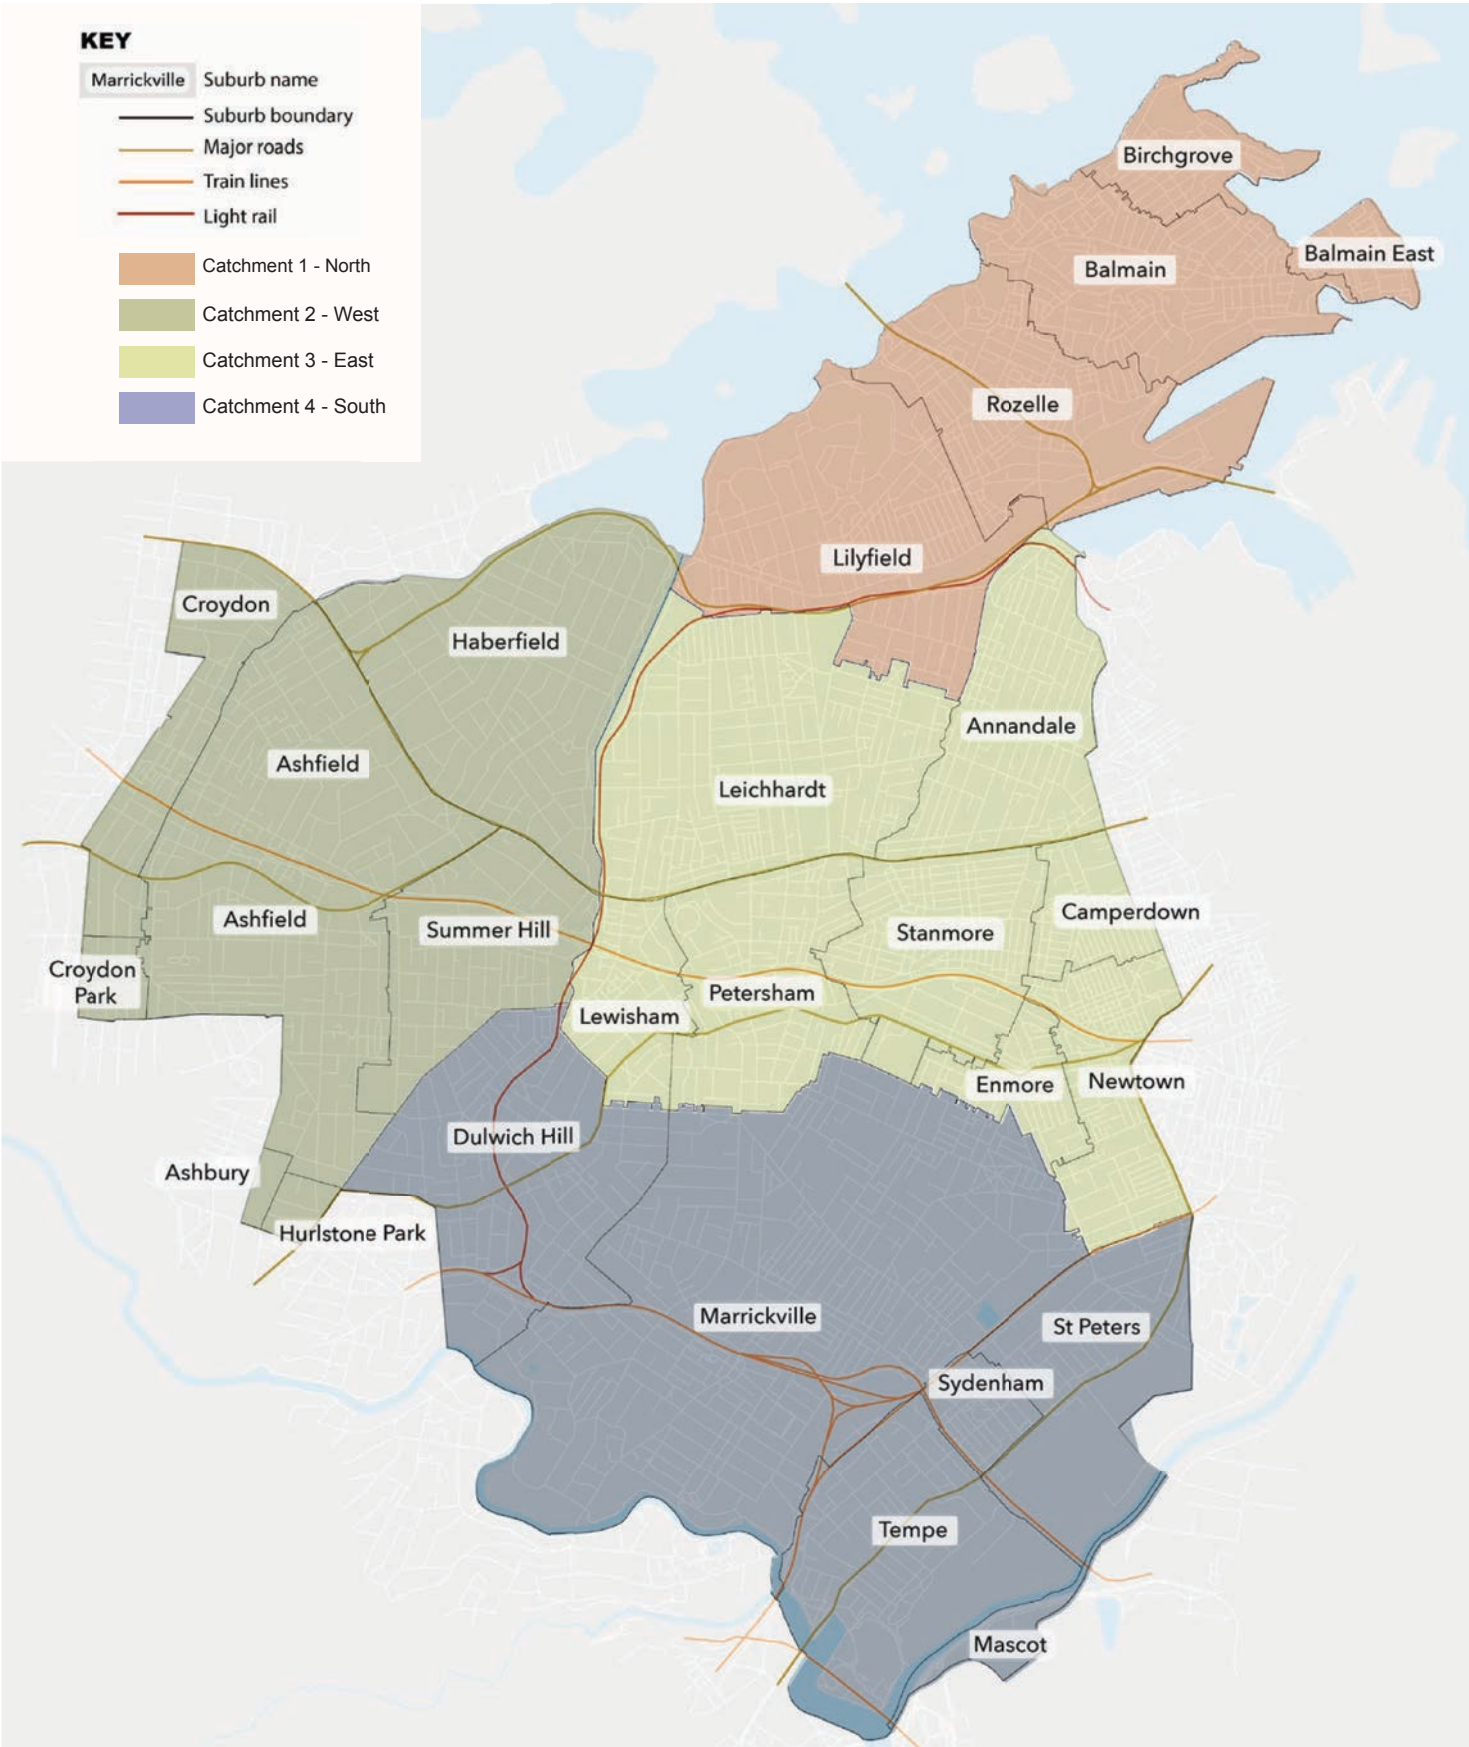 KEY
Marrickville Suburb name
Suburb boundary
Major roads
Train lines
Light rail
Catchment 1 - North
Catchment 2 - West
Catchment 3 - East
Catchment 4 - South
Birchgrove
Balmain East
Balmain
Rozelle
Lilyfield
Croydon
Haberfield
Annandale
Ashfield
Leichhardt
Camperdown
Ashfield
Summer Hill
Stanmore
Croydon
Park
Petersham
Lewisham
Enmore
Newtown
Dulwich Hill
Ashbury
Hurlstone Park
Marrickville
St Peters
Sydenham
Tempe
Mascot